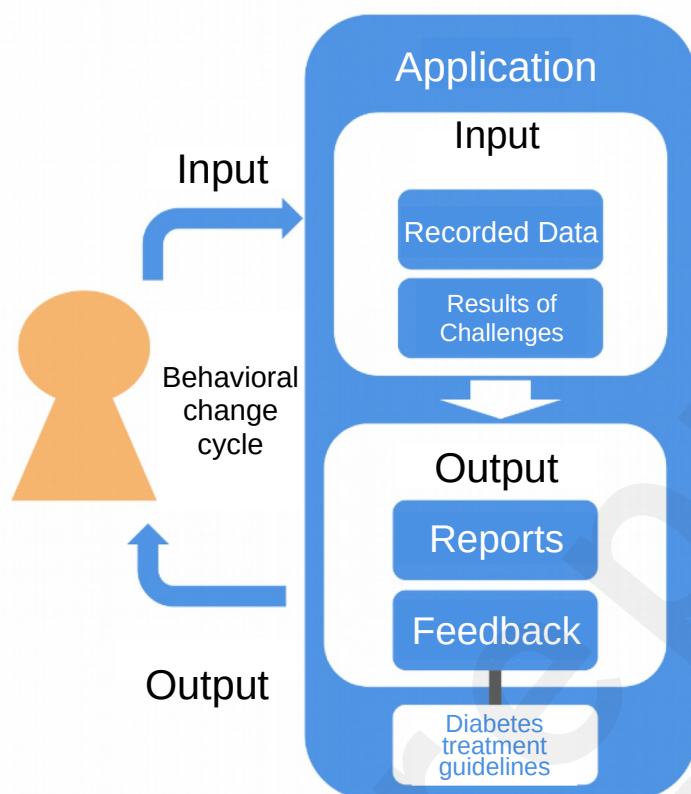 Application
Input
Input
Recorded Data
Results of
Challenges
Behavioral
change
cycle
Output
Reports
Feedback
Output
Diabetes
treatment
guidelines